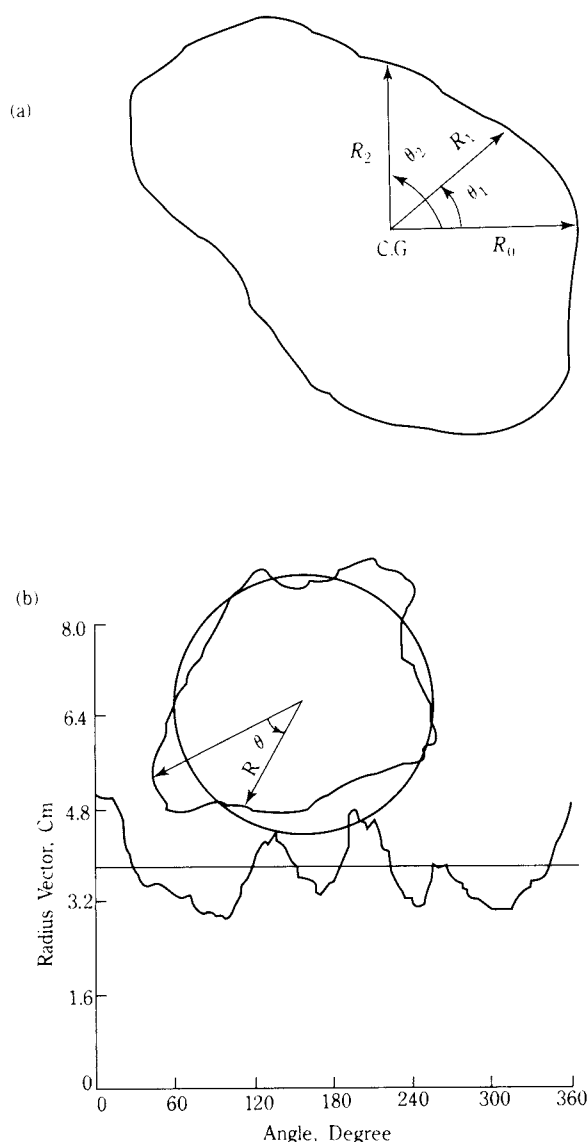 (a)
R₂
θ₂
R₁
θ₁
C.G
R₀
(b)
8.0
6.4
4.8
3.2
1.6
0
Radius Vector, Cm
θ
R
0 60 120 180 240 300 360
Angle, Degree